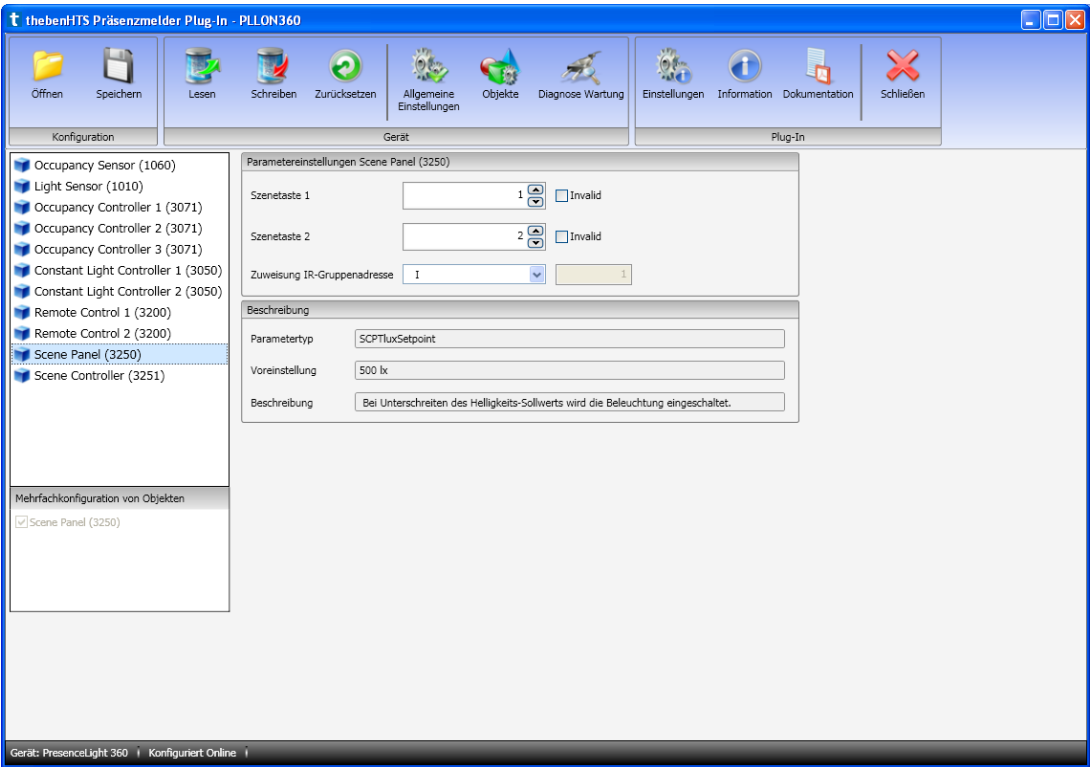 t thebenHTS Präsenzmelder Plug-In - PLLON360
Öffnen Speichern Lesen Schreiben Zurücksetzen Allgemeine Einstellungen Objekte Diagnose Wartung Einstellungen Information Dokumentation Schließen
Konfiguration Gerät Plug-In
Occupancy Sensor (1060)
Light Sensor (1010)
Occupancy Controller 1 (3071)
Occupancy Controller 2 (3071)
Occupancy Controller 3 (3071)
Constant Light Controller 1 (3050)
Constant Light Controller 2 (3050)
Remote Control 1 (3200)
Remote Control 2 (3200)
Scene Panel (3250)
Scene Controller (3251)
Mehrfachkonfiguration von Objekten
Scene Panel (3250)
Parametereinstellungen Scene Panel (3250)
Szenetaste 1 1 Invalid
Szenetaste 2 2 Invalid
Zuweisung IR-Gruppenadresse I 1
Beschreibung
Parametertyp SCPTluxSetpoint
Voreinstellung 500 lx
Beschreibung Bei Unterschreiten des Helligkeits-Sollwerts wird die Beleuchtung eingeschaltet.
Gerät: PresenceLight 360 Konfiguriert Online